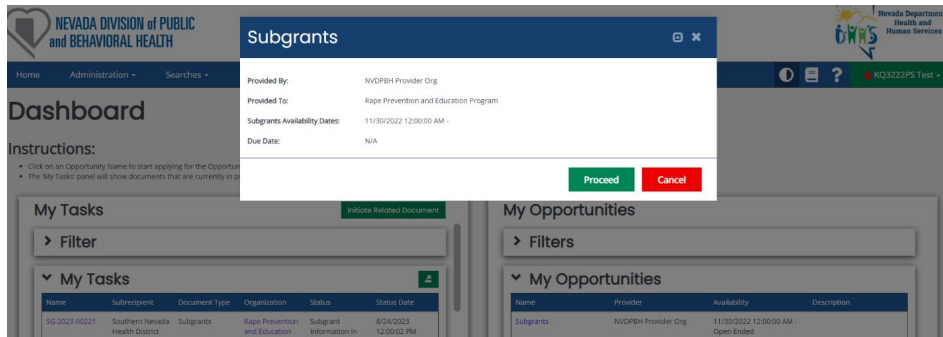 NEVADA DIVISION of PUBLIC
and BEHAVIORAL HEALTH
Nevada Departmen
Health and
Human Services
Home Administration Searches
? KQ3222PS Test
Subgrants
Provided By: NVDPBH Provider Org
Provided To: Rape Prevention and Education Program
Subgrants Availability Dates: 11/30/2022 12:00:00 AM -
Due Date: N/A
Proceed Cancel
Dashboard
Instructions:
Click on an Opportunity Name to start applying for the Opportun
The 'My Tasks' panel will show documents that are currently in p
My Tasks
Initiate Related Document
Filter
My Tasks
Name Subrecipient Document Type Organization Status Status Date
SG-2023-00221 Southern Nevada Subgrants Rape Prevention Subgrant 8/24/2023
Health District and Education Information in 12:00:02 PM
My Opportunities
Filters
My Opportunities
Name Provider Availability Description
Subgrants NVDPBH Provider Org 11/30/2022 12:00:00 AM -
Open Ended